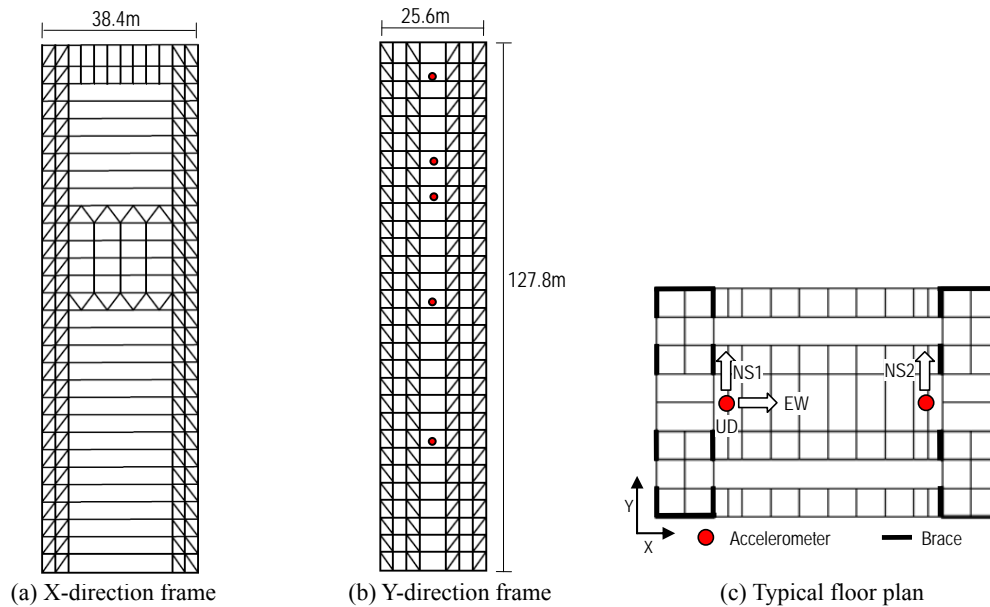 38.4m
(a) X-direction frame
25.6m
127.8m
(b) Y-direction frame
NS1
NS2
EW
UD
Y
X
Accelerometer
Brace
(c) Typical floor plan